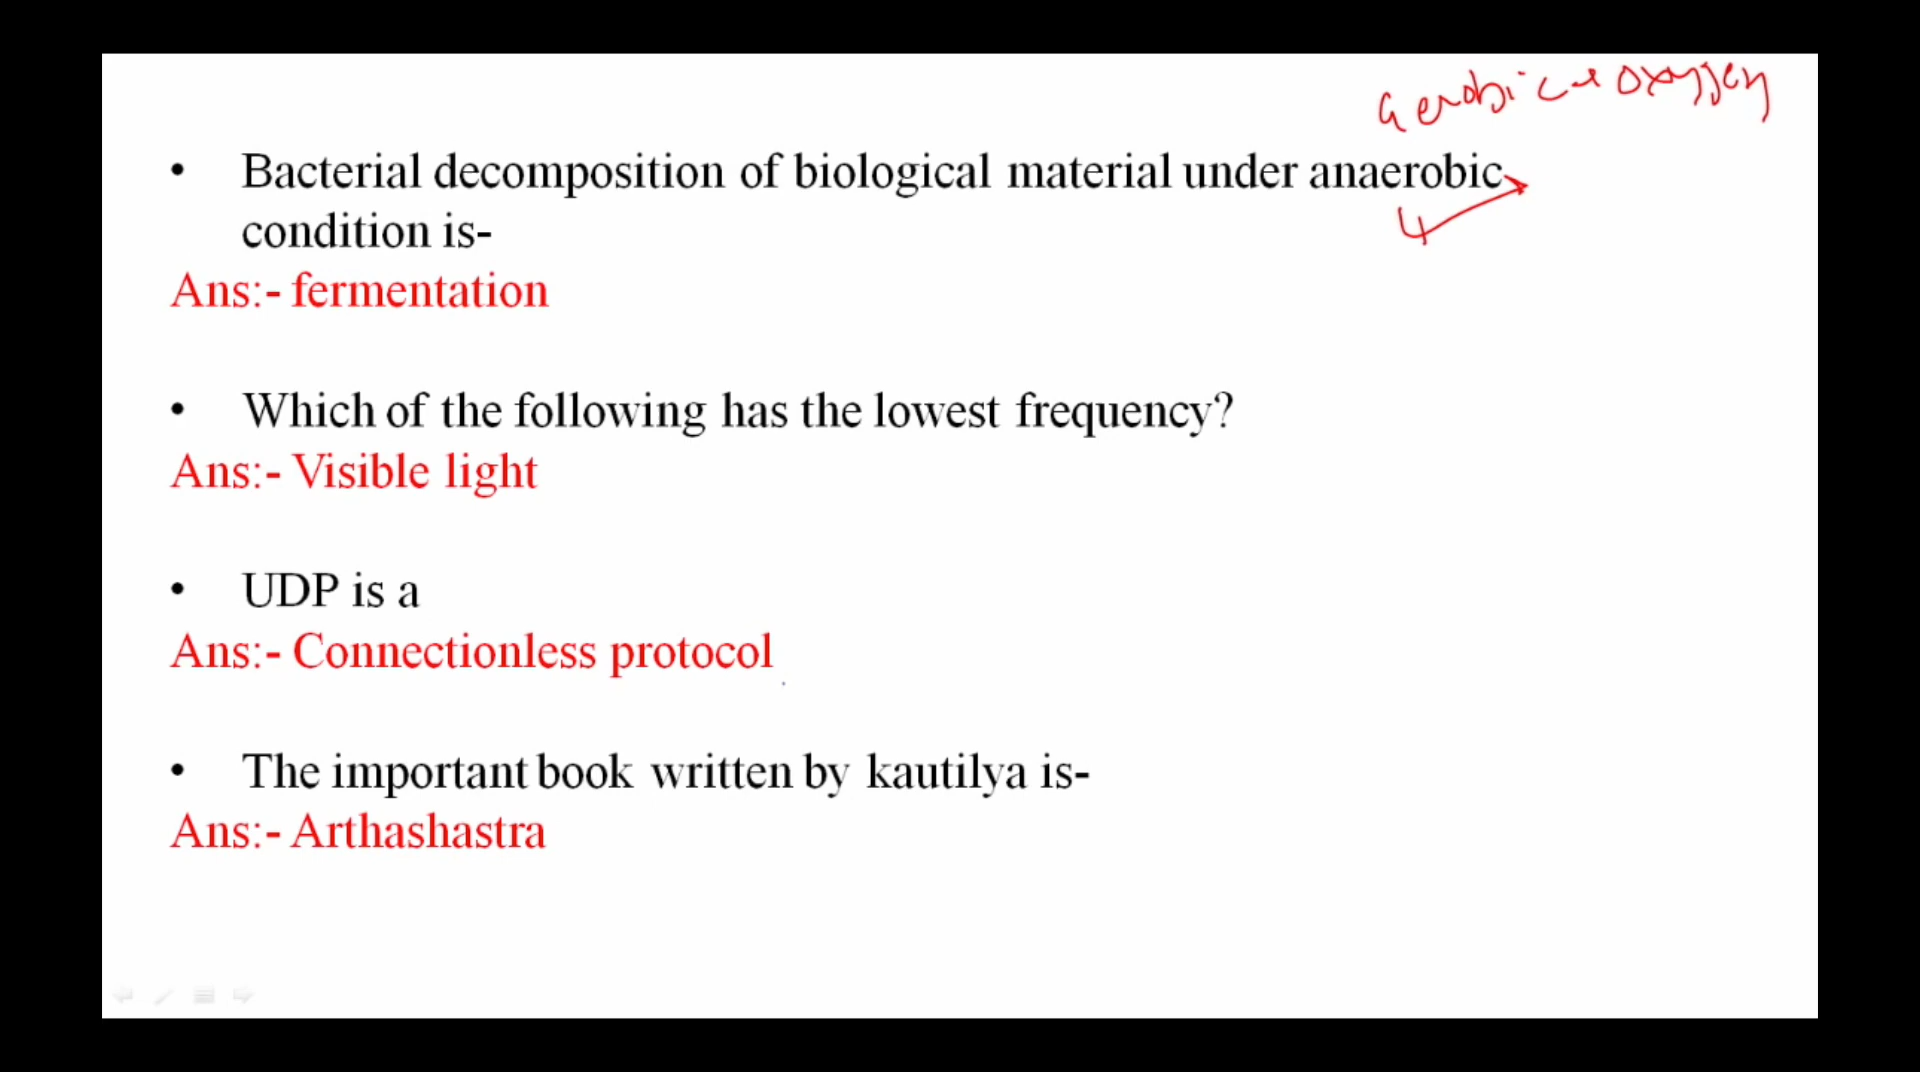 aerobic oxygen
• Bacterial decomposition of biological material under anaerobic
condition is-
Ans:- fermentation
• Which of the following has the lowest frequency?
Ans:- Visible light
• UDP is a
Ans:- Connectionless protocol
• The important book written by kautilya is-
Ans:- Arthashastra